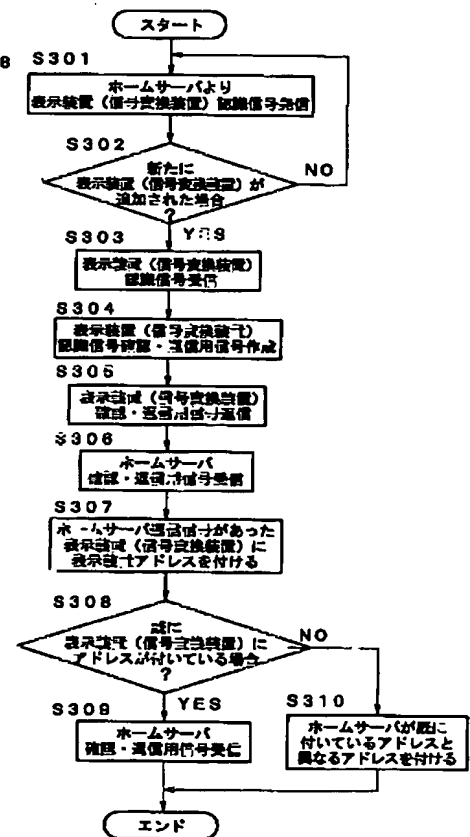 スタート
8
S301
ホームサーバより
表示装置（信号変換装置）認識信号発信
S302
新たに
表示装置（信号変換装置）が
追加された場合
?
NO
YES
S303
表示装置（信号変換装置）
認識信号受信
S304
表示装置（信号変換装置）
認識信号確認・返信用信号作成
S305
表示装置（信号変換装置）
確認・返信用信号返信
S306
ホームサーバ
確認・返信用信号受信
S307
ホームサーバ返信信号があった
表示装置（信号変換装置）に
表示装置アドレスを付ける
S308
既に
表示装置（信号変換装置）に
アドレスが付いている場合
?
NO
YES
S309
ホームサーバ
確認・返信用信号受信
S310
ホームサーバが既に
付いているアドレスと
異なるアドレスを付ける
エンド